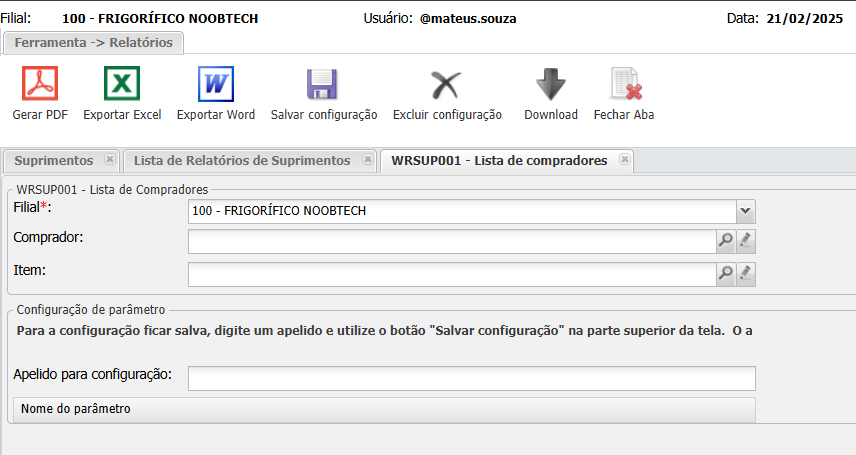 Filial: 100 - FRIGORÍFICO NOOBTECH Usuário: @mateus.souza Data: 21/02/2025
Ferramenta -> Relatórios
Gerar PDF Exportar Excel Exportar Word Salvar configuração Excluir configuração Download Fechar Aba
Suprimentos Lista de Relatórios de Suprimentos WRSUP001 - Lista de compradores
WRSUP001 - Lista de Compradores
Filial*: 100 - FRIGORÍFICO NOOBTECH
Comprador:
Item:
Configuração de parâmetro
Para a configuração ficar salva, digite um apelido e utilize o botão "Salvar configuração" na parte superior da tela. O a
Apelido para configuração:
Nome do parâmetro